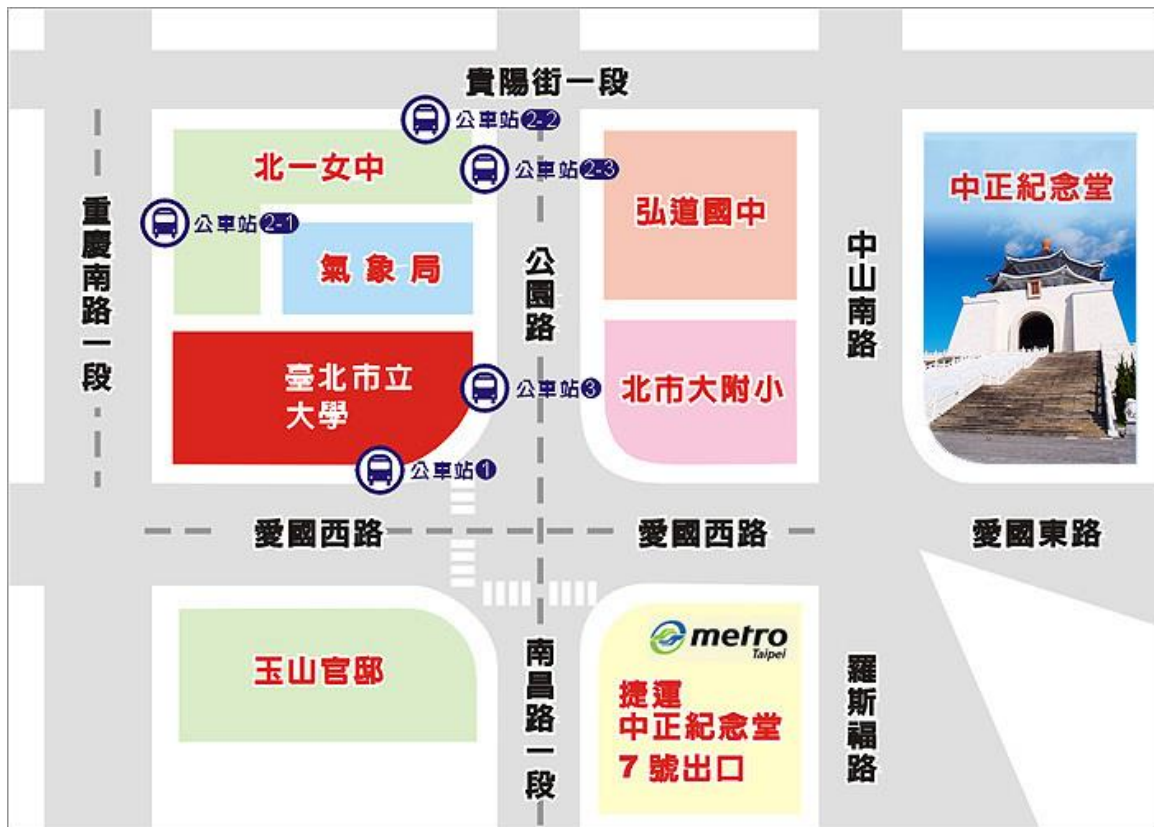 貴陽街一段
公車站2-2
北一女中
公車站2-3
弘道國中
中正紀念堂
公車站2-1
氣象局
重慶南路一段
公園路
中山南路
臺北市立
大學
公車站3
北市大附小
公車站1
愛國西路
愛國西路
愛國東路
玉山官邸
南昌路一段
metro
Taipei
捷運
中正紀念堂
7號出口
羅斯福路